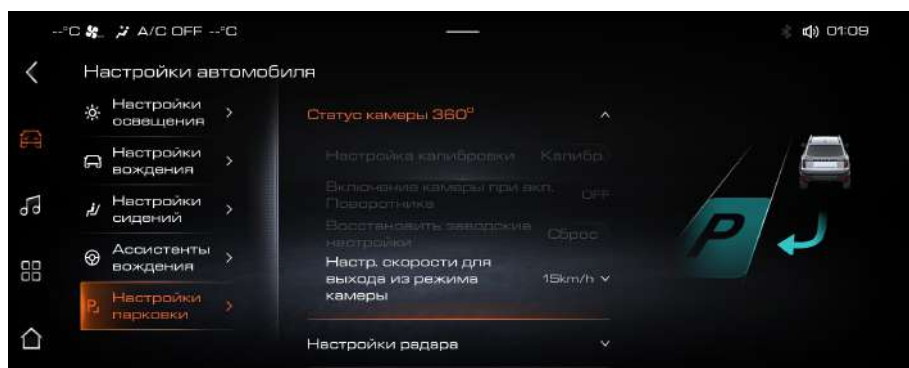 --°C A/C OFF --°C 01:09
Настройки автомобиля
Настройки
освещения
Настройки
вождения
Настройки
сидений
Ассистенты
вождения
Настройки
парковки
Статус камеры 360°
Настройка калибровки Калибр.
Включение камеры при вкл.
Поворотника OFF
Восстановить заводские
настройки Сброс
Настр. скорости для
выхода из режима
камеры 15km/h
Настройки радара
P